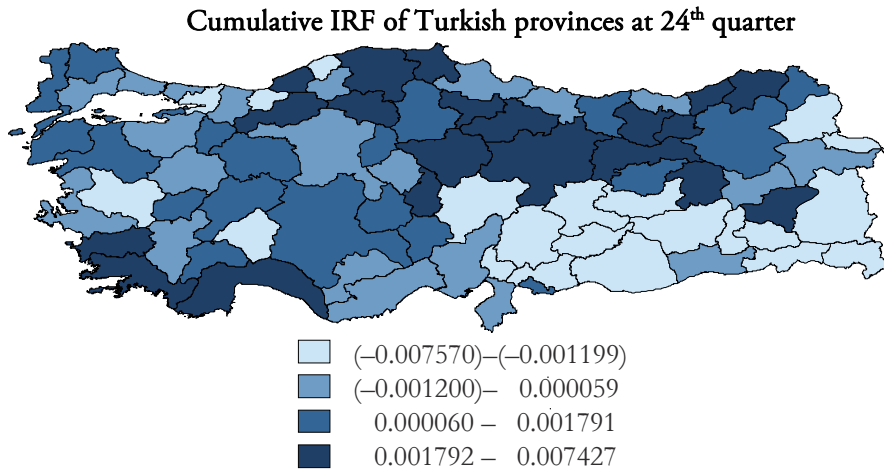 Cumulative IRF of Turkish provinces at 24th quarter
(–0.007570)–(–0.001199)
(–0.001200)– 0.000059
0.000060 – 0.001791
0.001792 – 0.007427